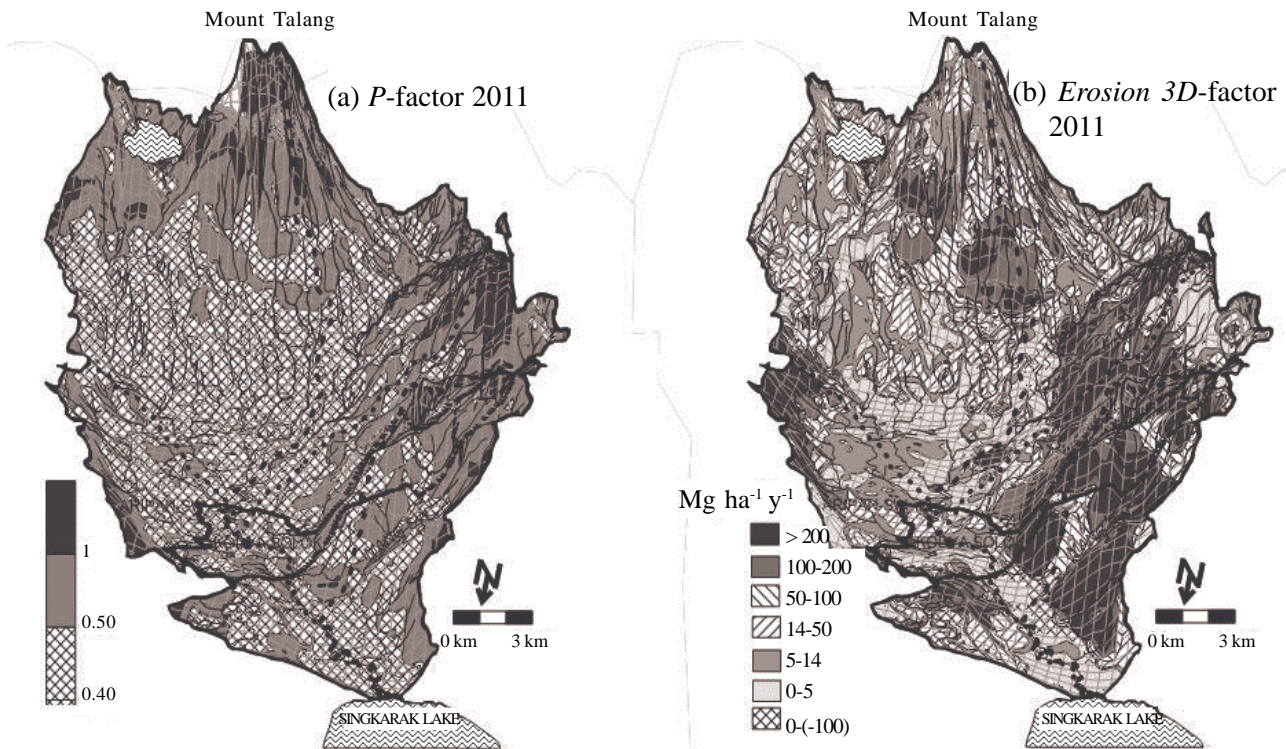 Mount Talang
(a) P-factor 2011
1
0.50
0.40
N
0 km 3 km
SINGKARAK LAKE
Mount Talang
(b) Erosion 3D-factor
2011
Mg ha-1 y-1
> 200
100-200
50-100
14-50
5-14
0-5
0-(-100)
N
0 km 3 km
SINGKARAK LAKE